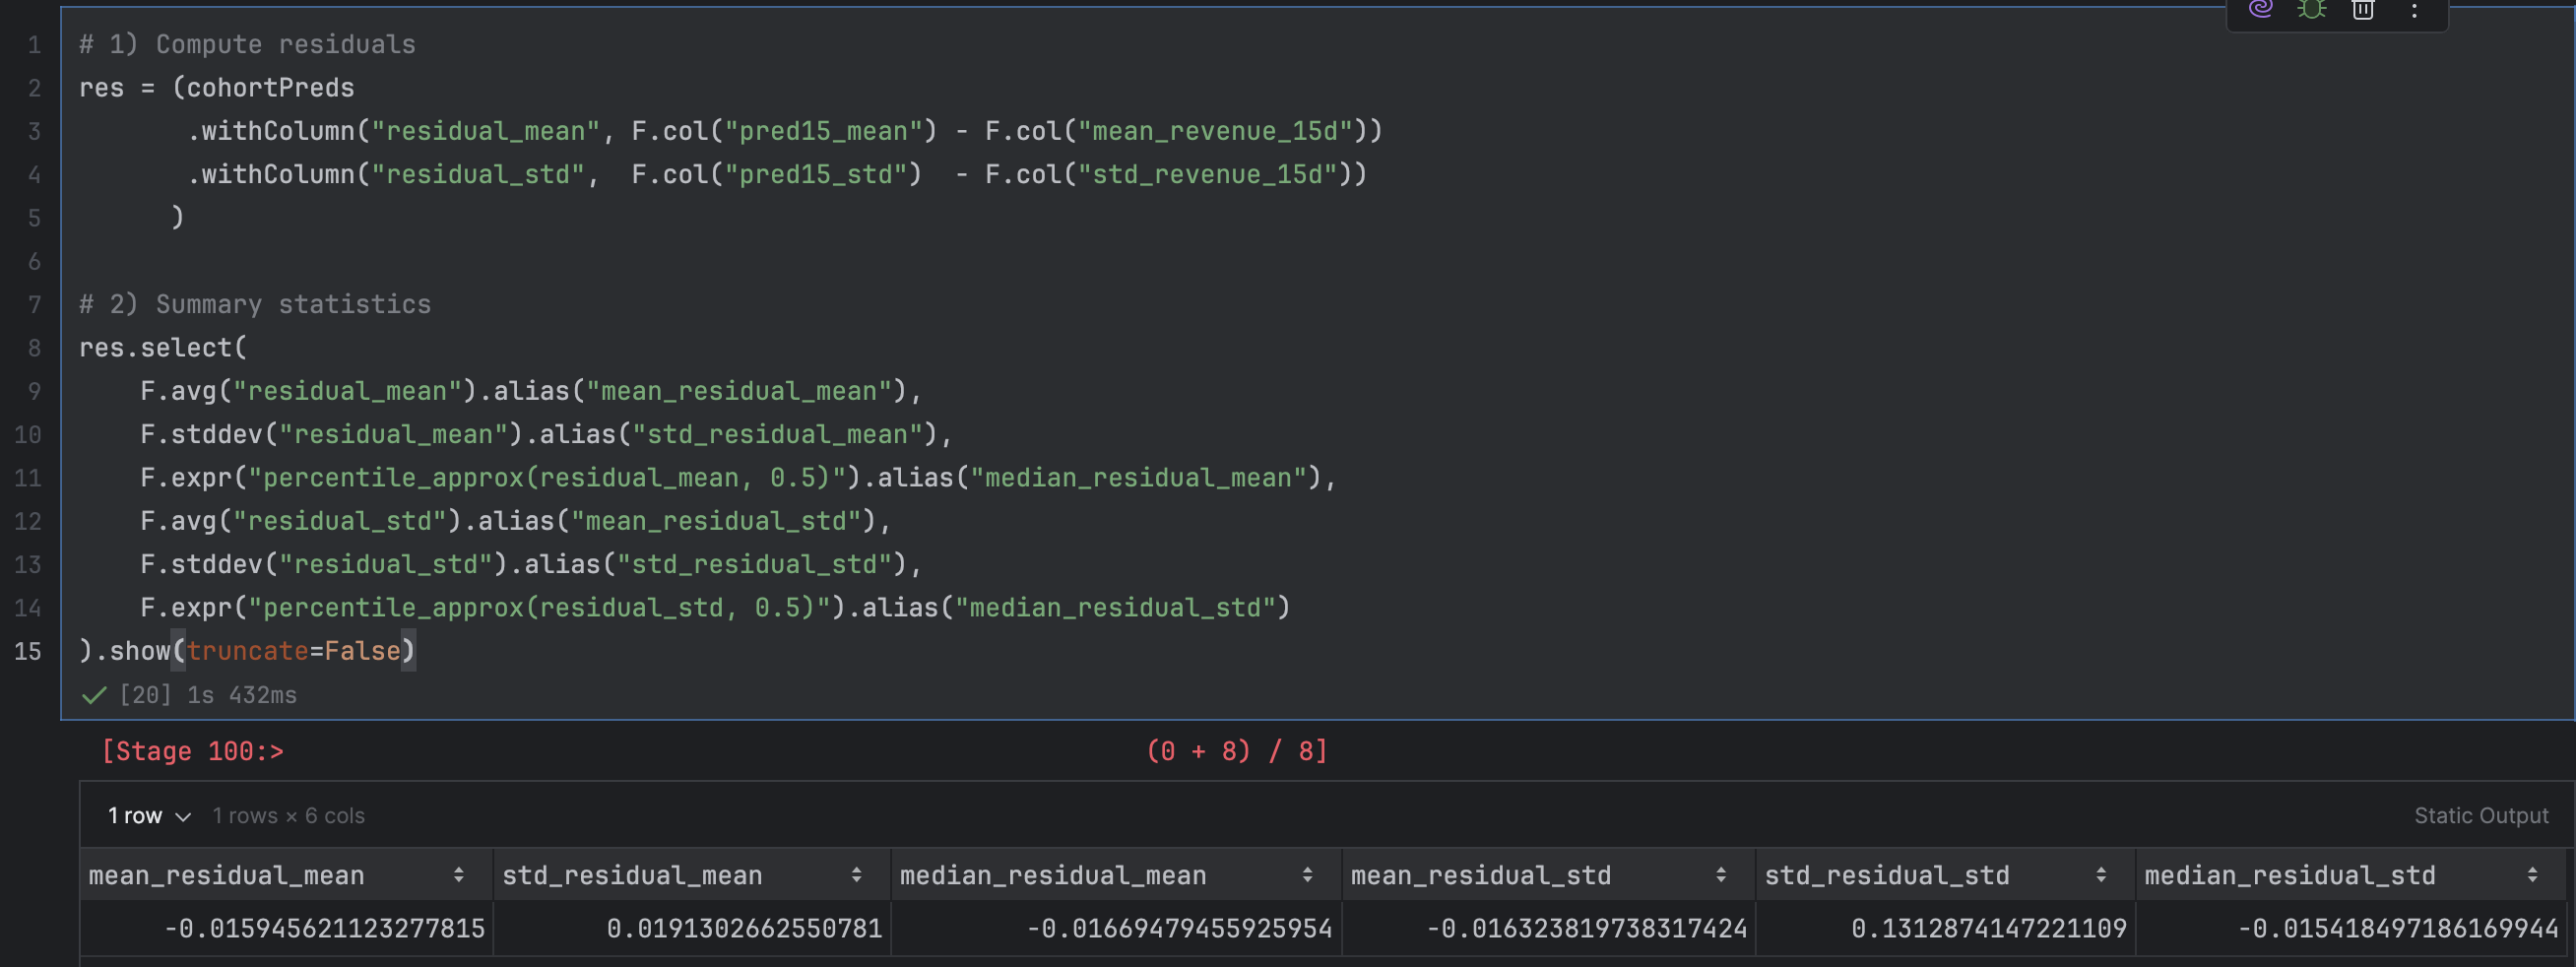 1 # 1) Compute residuals
2 res = (cohortPreds
3 .withColumn("residual_mean", F.col("pred15_mean") - F.col("mean_revenue_15d"))
4 .withColumn("residual_std",  F.col("pred15_std")  - F.col("std_revenue_15d"))
5 )
6
7 # 2) Summary statistics
8 res.select(
9 F.avg("residual_mean").alias("mean_residual_mean"),
10 F.stddev("residual_mean").alias("std_residual_mean"),
11 F.expr("percentile_approx(residual_mean, 0.5)").alias("median_residual_mean"),
12 F.avg("residual_std").alias("mean_residual_std"),
13 F.stddev("residual_std").alias("std_residual_std"),
14 F.expr("percentile_approx(residual_std, 0.5)").alias("median_residual_std")
15 ).show(truncate=False)
[20] 1s 432ms
[Stage 100:> (0 + 8) / 8]
1 row 1 rows × 6 cols Static Output
mean_residual_mean std_residual_mean median_residual_mean mean_residual_std std_residual_std median_residual_std
-0.015945621123277815 0.0191302662550781 -0.01669479455925954 -0.016323819738317424 0.1312874147221109 -0.015418497186169944